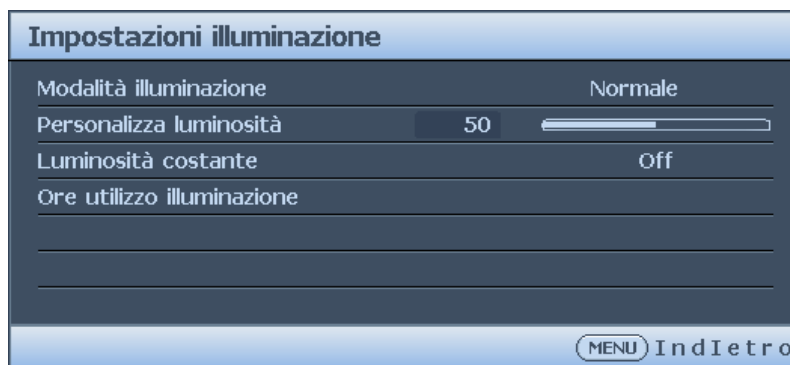 Impostazioni illuminazione
Modalità illuminazione Normale
Personalizza luminosità 50
Luminosità costante Off
Ore utilizzo illuminazione
MENU IndIetro